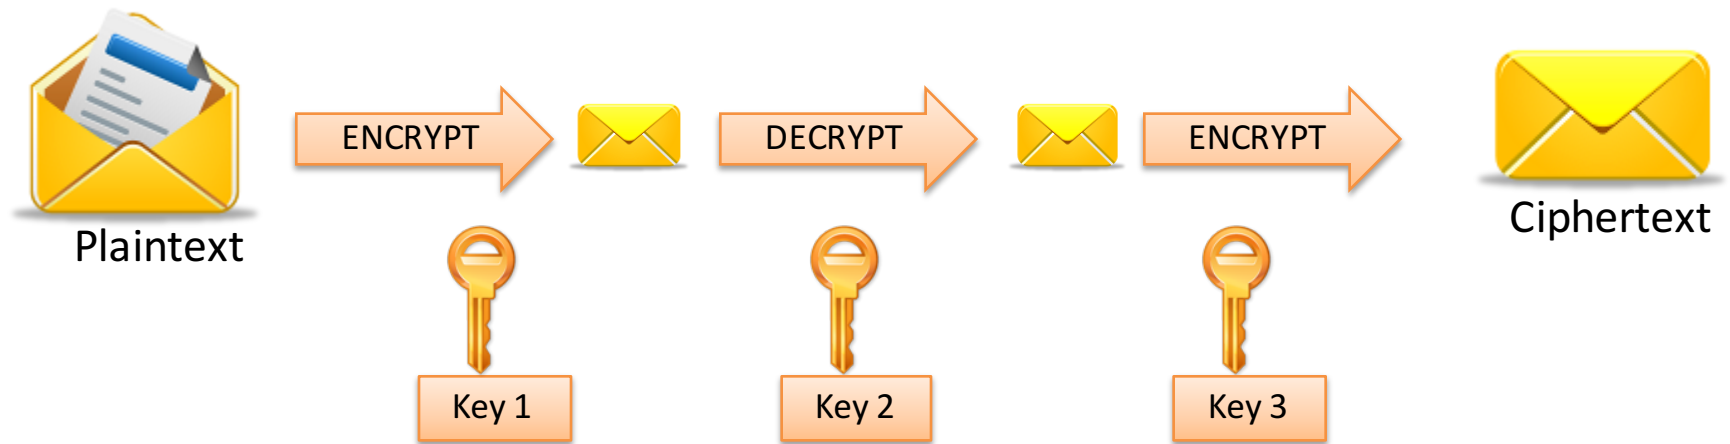 ENCRYPT
DECRYPT
ENCRYPT
Plaintext
Ciphertext
Key 1
Key 2
Key 3